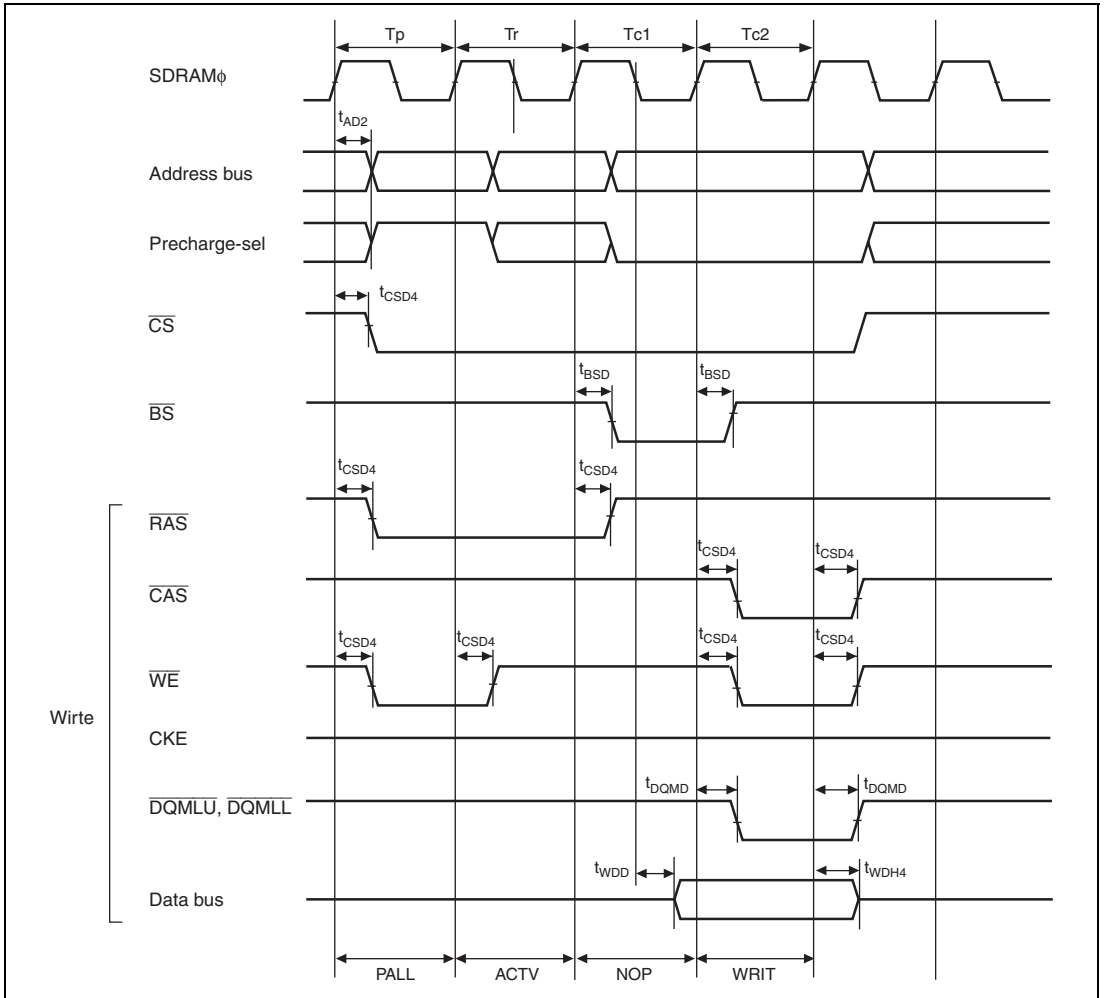 Tp Tr Tc1 Tc2
SDRAMϕ
tAD2
Address bus
Precharge-sel
tCSD4
CS
tBSD tBSD
BS
tCSD4 tCSD4
RAS
tCSD4 tCSD4
CAS
tCSD4 tCSD4 tCSD4 tCSD4
WE
Wirte
CKE
tDQMD tDQMD
DQMLU, DQMLL
tWDD tWDH4
Data bus
PALL ACTV NOP WRIT